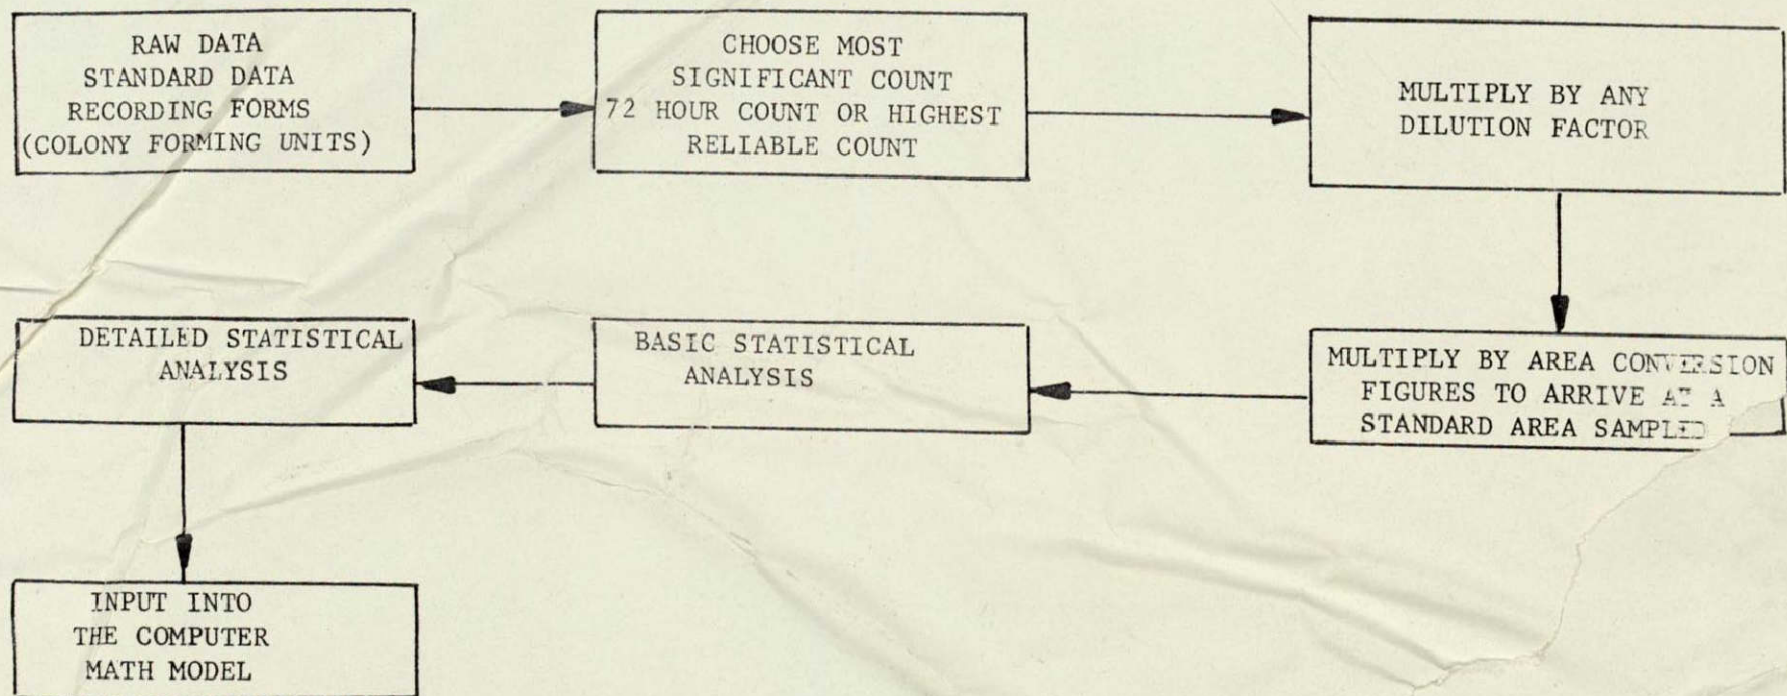 RAW DATA
STANDARD DATA
RECORDING FORMS
(COLONY FORMING UNITS)
CHOOSE MOST
SIGNIFICANT COUNT
72 HOUR COUNT OR HIGHEST
RELIABLE COUNT
MULTIPLY BY ANY
DILUTION FACTOR
MULTIPLY BY AREA CONVERSION
FIGURES TO ARRIVE AT A
STANDARD AREA SAMPLED
BASIC STATISTICAL
ANALYSIS
DETAILED STATISTICAL
ANALYSIS
INPUT INTO
THE COMPUTER
MATH MODEL